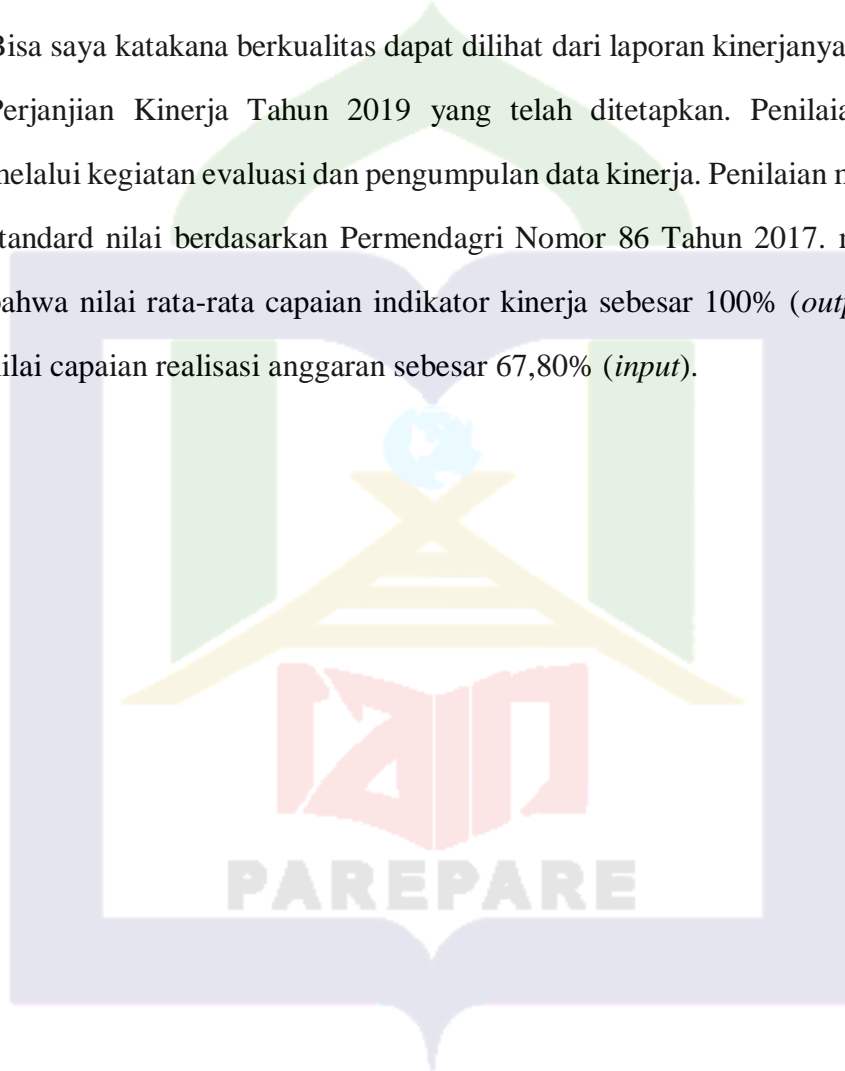 Bisa saya katakana berkualitas dapat dilihat dari laporan kinerjanya
Perjanjian Kinerja Tahun 2019 yang telah ditetapkan.
melalui kegiatan evaluasi dan pengumpulan data kinerja. Penilaian
standard nilai berdasarkan Permendagri Nomor 86 Tahun 2017.
bahwa nilai rata-rata capaian indikator kinerja sebesar 100%
nilai capaian realisasi anggaran sebesar 67,80% (input).
iain
PAREPARE